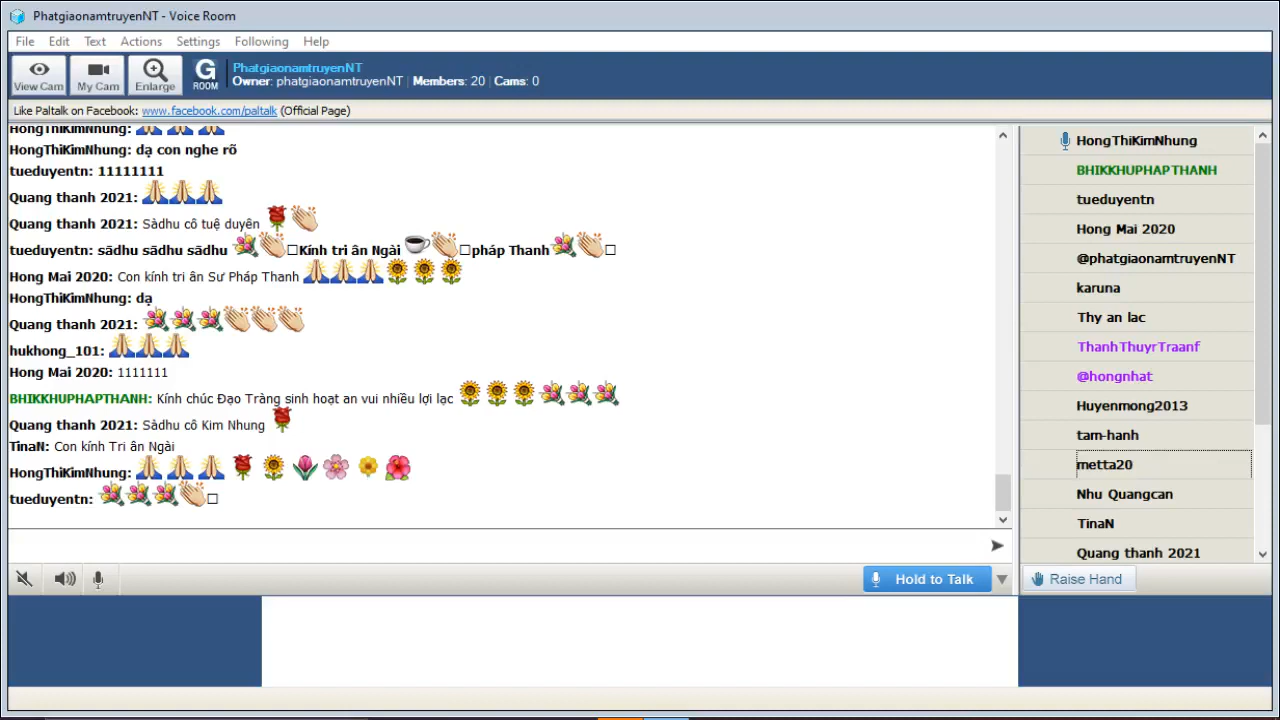 PhatgiaonamtruyenNT - Voice Room
File Edit Text Actions Settings Following Help
View Cam My Cam Enlarge G ROOM
PhatgiaonamtruyenNT
Owner: phatgiaonamtruyenNT Members: 20 Cams: 0
Like Paltalk on Facebook: www.facebook.com/paltalk (Official Page)
HongThiKimNhung:
HongThiKimNhung: dạ con nghe rõ
tueduyentn: 11111111
Quang thanh 2021:
Quang thanh 2021: Sàdhu cô tuệ duyên
tueduyentn: sādhu sādhu sādhu Kính tri ân Ngài pháp Thanh
Hong Mai 2020: Con kính tri ân Sư Pháp Thanh
HongThiKimNhung: dạ
Quang thanh 2021:
hukhong_101:
Hong Mai 2020: 1111111
BHIKKHUPHAPTHANH: Kính chúc Đạo Tràng sinh hoạt an vui nhiều lợi lạc
Quang thanh 2021: Sàdhu cô Kim Nhung
TinaN: Con kính Tri ân Ngài
HongThiKimNhung:
tueduyentn:
Hold to Talk
HongThiKimNhung
BHIKKHUPHAPTHANH
tueduyentn
Hong Mai 2020
@phatgiaonamtruyenNT
karuna
Thy an lac
ThanhThuyrTraanf
@hongnhat
Huyenmong2013
tam-hanh
metta20
Nhu Quangcan
TinaN
Quang thanh 2021
Raise Hand